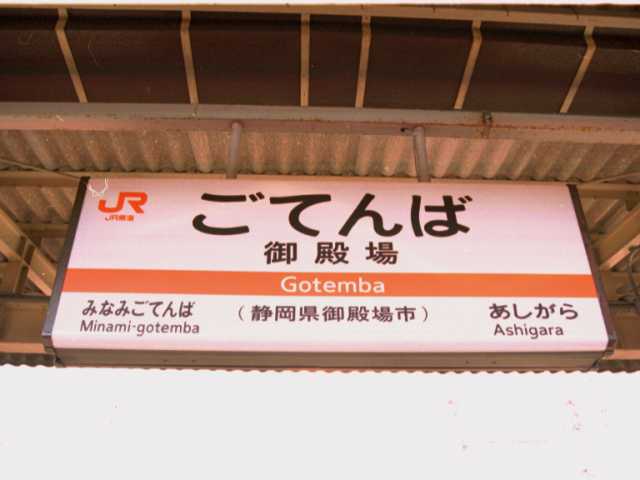 JR
JR東海
ごてんば
御殿場
Gotemba
みなみごてんば
Minami-gotemba
(静岡県御殿場市)
あしがら
Ashigara